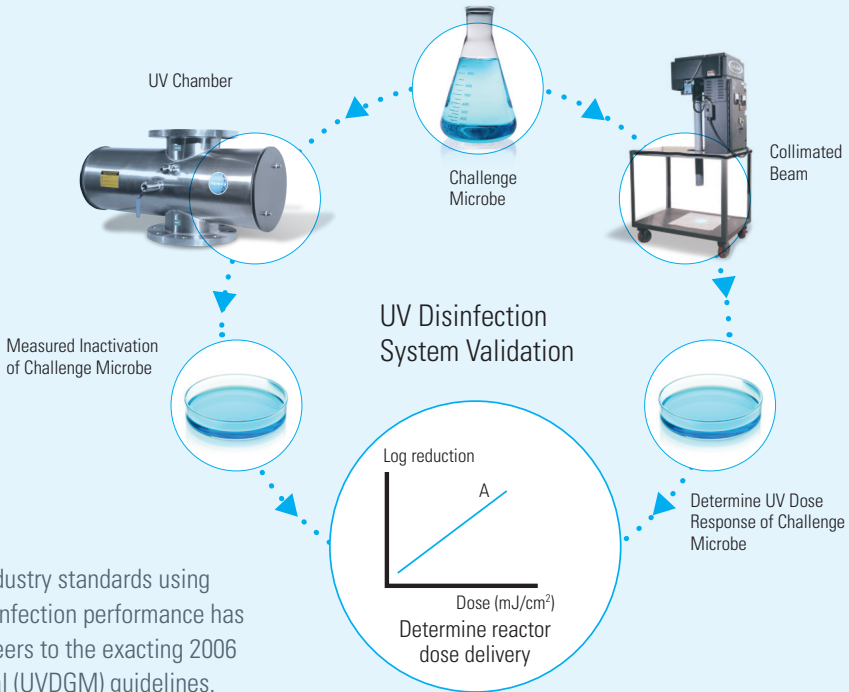 UV Chamber
Challenge
Microbe
Collimated
Beam
UV Disinfection
System Validation
Measured Inactivation
of Challenge Microbe
Log reduction
A
Dose (mJ/cm²)
Determine reactor
dose delivery
Determine UV Dose
Response of Challenge
Microbe
dustry standards using
infection performance has
eers to the exacting 2006
al (UVDGM) guidelines.